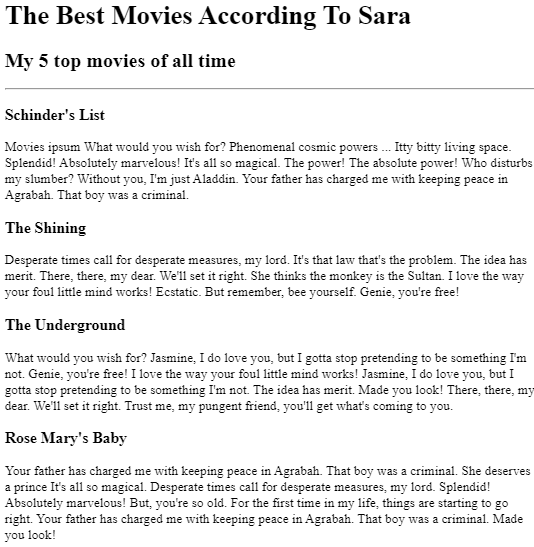 The Best Movies According To Sara
My 5 top movies of all time
Schinder's List
Movies ipsum What would you wish for? Phenomenal cosmic powers ... Itty bitty living space.
Splendid! Absolutely marvelous! It's all so magical. The power! The absolute power! Who disturbs
my slumber? Without you, I'm just Aladdin. Your father has charged me with keeping peace in
Agrabah. That boy was a criminal.
The Shining
Desperate times call for desperate measures, my lord. It's that law that's the problem. The idea has
merit. There, there, my dear. We'll set it right. She thinks the monkey is the Sultan. I love the way
your foul little mind works! Ecstatic. But remember, bee yourself. Genie, you're free!
The Underground
What would you wish for? Jasmine, I do love you, but I gotta stop pretending to be something I'm
not. Genie, you're free! I love the way your foul little mind works! Jasmine, I do love you, but I
gotta stop pretending to be something I'm not. The idea has merit. Made you look! There, there, my
dear. We'll set it right. Trust me, my pungent friend, you'll get what's coming to you.
Rose Mary's Baby
Your father has charged me with keeping peace in Agrabah. That boy was a criminal. She deserves
a prince It's all so magical. Desperate times call for desperate measures, my lord. Splendid!
Absolutely marvelous! But, you're so old. For the first time in my life, things are starting to go
right. Your father has charged me with keeping peace in Agrabah. That boy was a criminal. Made
you look!